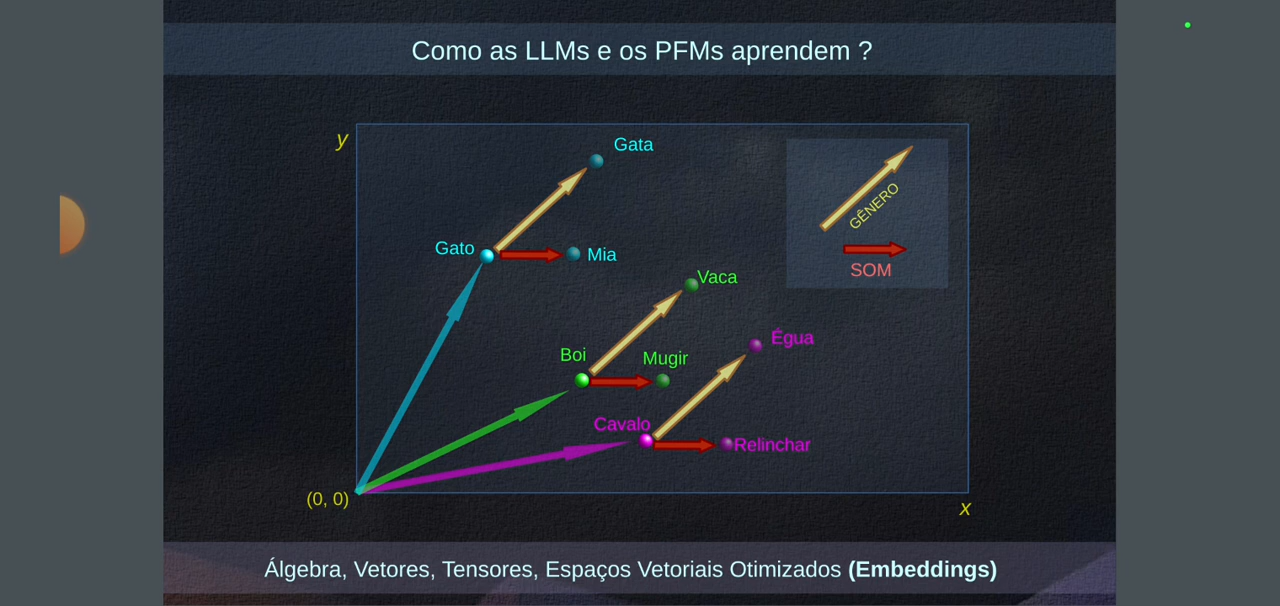 Como as LLMs e os PFMs aprendem ?
y
Gata
GÊNERO
Gato
Mia
SOM
Vaca
Égua
Boi
Mugir
Cavalo
Relinchar
(0, 0)
x
Álgebra, Vetores, Tensores, Espaços Vetoriais Otimizados (Embeddings)